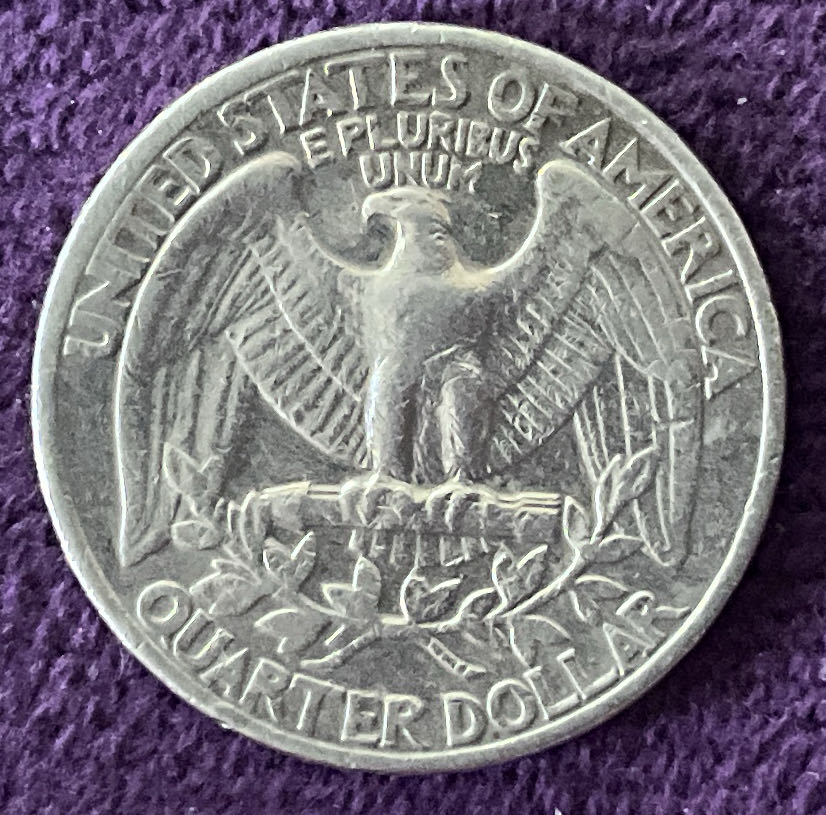 UNITED STATES OF AMERICA
E PLURIBUS
UNUM
QUARTER DOLLAR